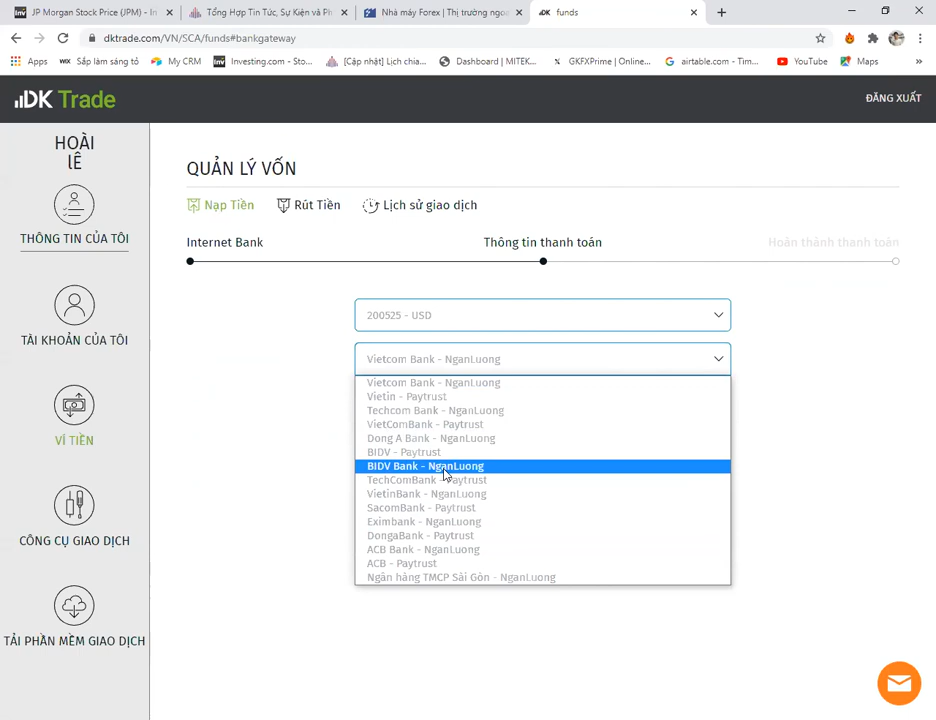 JP Morgan Stock Price (JPM) - In
Tổng Hợp Tin Tức, Sự Kiện và Ph
Nhà máy Forex | Thị trường ngoạ
funds
dktrade.com/VN/SCA/funds#bankgateway
Apps
Sắp làm sáng tỏ
My CRM
Investing.com - Sto...
[Cập nhật] Lịch chia...
Dashboard | MITEK...
GKFXPrime | Online...
airtable.com - Tim...
YouTube
Maps
DK Trade
ĐĂNG XUẤT
HOÀI
LÊ
THÔNG TIN CỦA TÔI
TÀI KHOẢN CỦA TÔI
VÍ TIỀN
CÔNG CỤ GIAO DỊCH
TẢI PHẦN MỀM GIAO DỊCH
QUẢN LÝ VỐN
Nạp Tiền
Rút Tiền
Lịch sử giao dịch
Internet Bank
Thông tin thanh toán
Hoàn thành thanh toán
200525 - USD
Vietcom Bank - NganLuong
Vietcom Bank - NganLuong
Vietin - Paytrust
Techcom Bank - NganLuong
VietComBank - Paytrust
Dong A Bank - NganLuong
BIDV - Paytrust
BIDV Bank - NganLuong
TechComBank - Paytrust
VietinBank - NganLuong
SacomBank - Paytrust
Eximbank - NganLuong
DongaBank - Paytrust
ACB Bank - NganLuong
ACB - Paytrust
Ngân hàng TMCP Sài Gòn - NganLuong